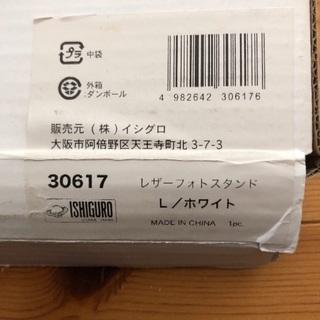 プラ 中袋
外箱
:ダンボール
4 982642 306176
販売元 (株) イシグロ
大阪市阿倍野区天王寺町北 3-7-3
30617 レザーフォトスタンド
L/ホワイト
ISHIGURO
MADE IN CHINA 1pc.